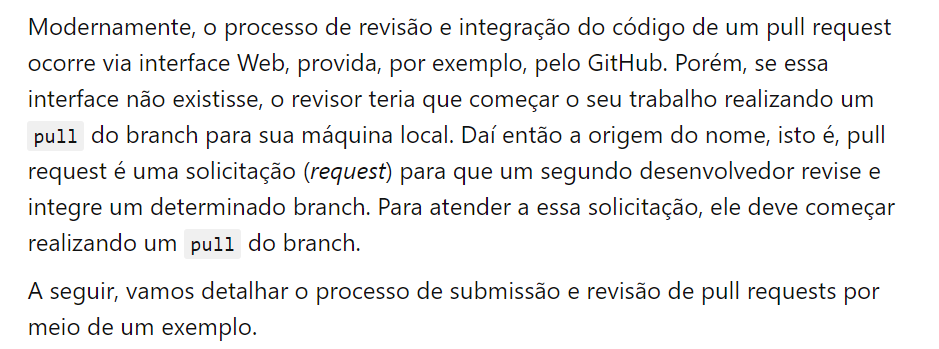 Modernamente, o processo de revisão e integração do código de um pull request
ocorre via interface Web, provida, por exemplo, pelo GitHub. Porém, se essa
interface não existisse, o revisor teria que começar o seu trabalho realizando um
pull do branch para sua máquina local. Daí então a origem do nome, isto é, pull
request é uma solicitação (request) para que um segundo desenvolvedor revise e
integre um determinado branch. Para atender a essa solicitação, ele deve começar
realizando um pull do branch.
A seguir, vamos detalhar o processo de submissão e revisão de pull requests por
meio de um exemplo.